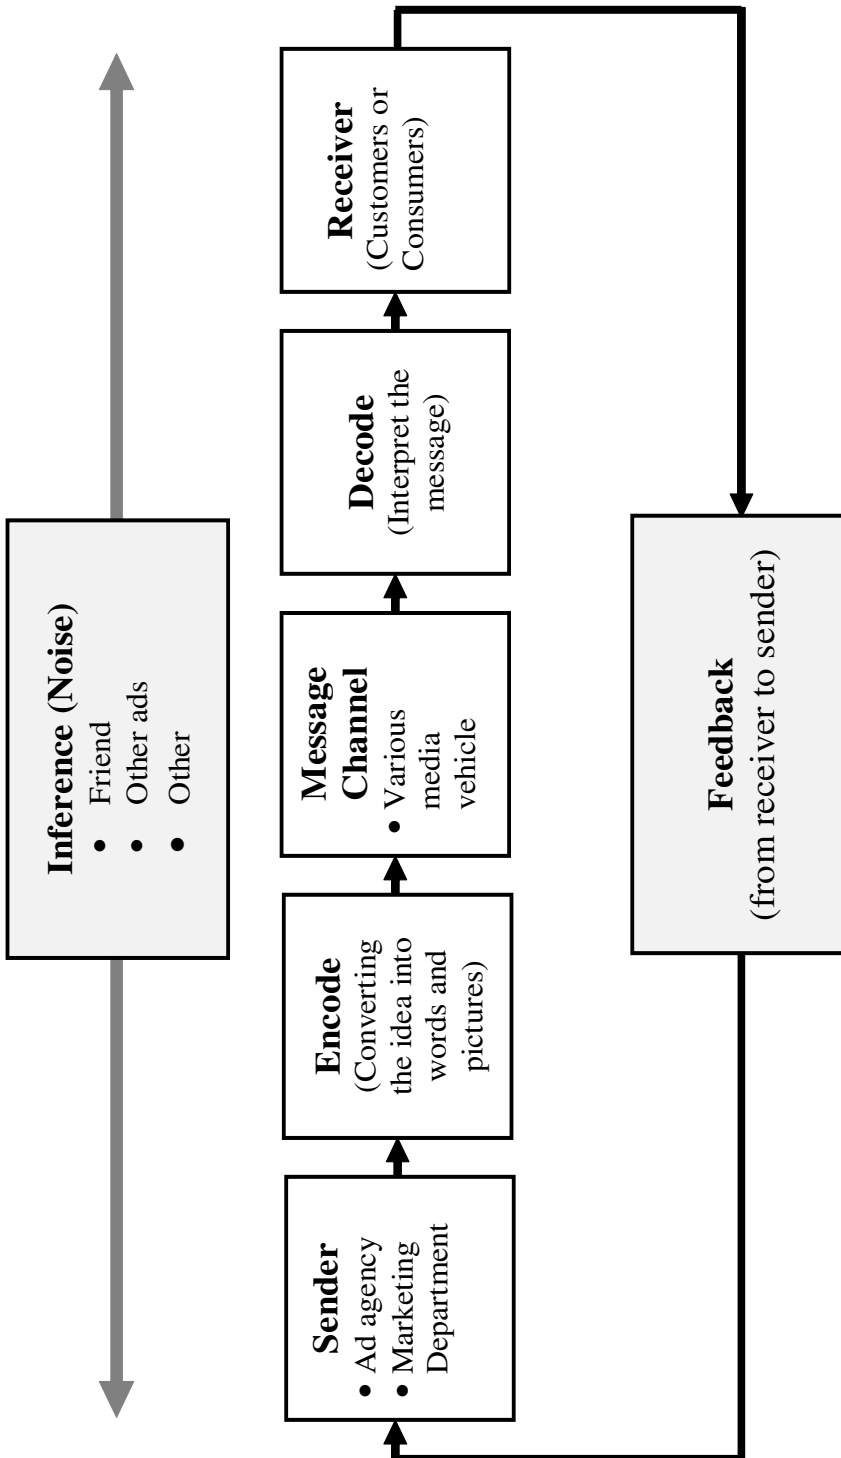 Inference (Noise)
• Friend
• Other ads
• Other
Sender
• Ad agency
• Marketing
Department
Encode
(Converting
the idea into
words and
pictures)
Message
Channel
• Various
media
vehicle
Decode
(Interpret the
message)
Receiver
(Customers or
Consumers)
Feedback
(from receiver to sender)